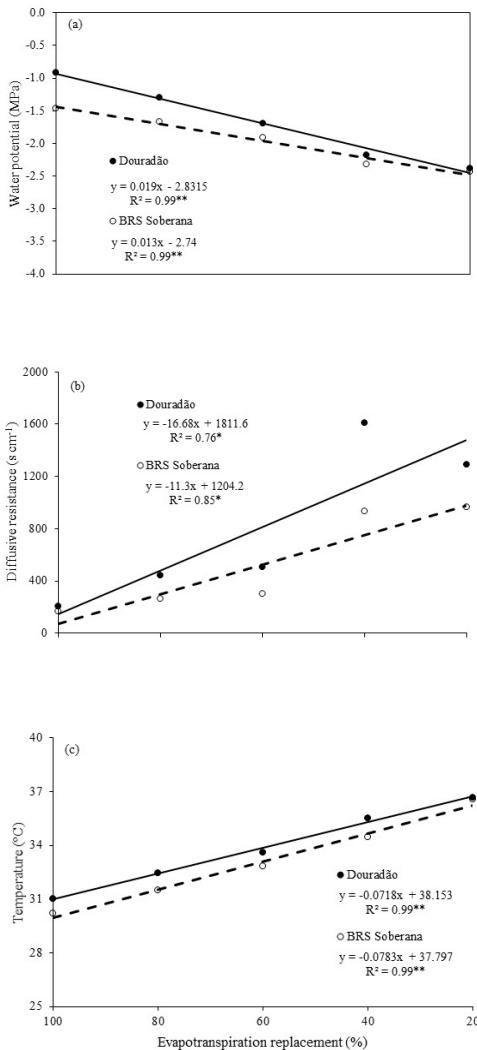 (a)
0.0
-0.5
-1.0
-1.5
-2.0
-2.5
-3.0
-3.5
-4.0
Water potential (MPa)
Douradão
y = 0.019x - 2.8315
R² = 0.99**
BRS Soberana
y = 0.013x - 2.74
R² = 0.99**
(b)
2000
1600
1200
800
400
0
Diffusive resistance (s cm⁻¹)
Douradão
y = -16.68x + 1811.6
R² = 0.76*
BRS Soberana
y = -11.3x + 1204.2
R² = 0.85*
(c)
40
37
34
31
28
25
Temperature (°C)
Douradão
y = -0.0718x + 38.153
R² = 0.99**
BRS Soberana
y = -0.0783x + 37.797
R² = 0.99**
100 80 60 40 20
Evapotranspiration replacement (%)